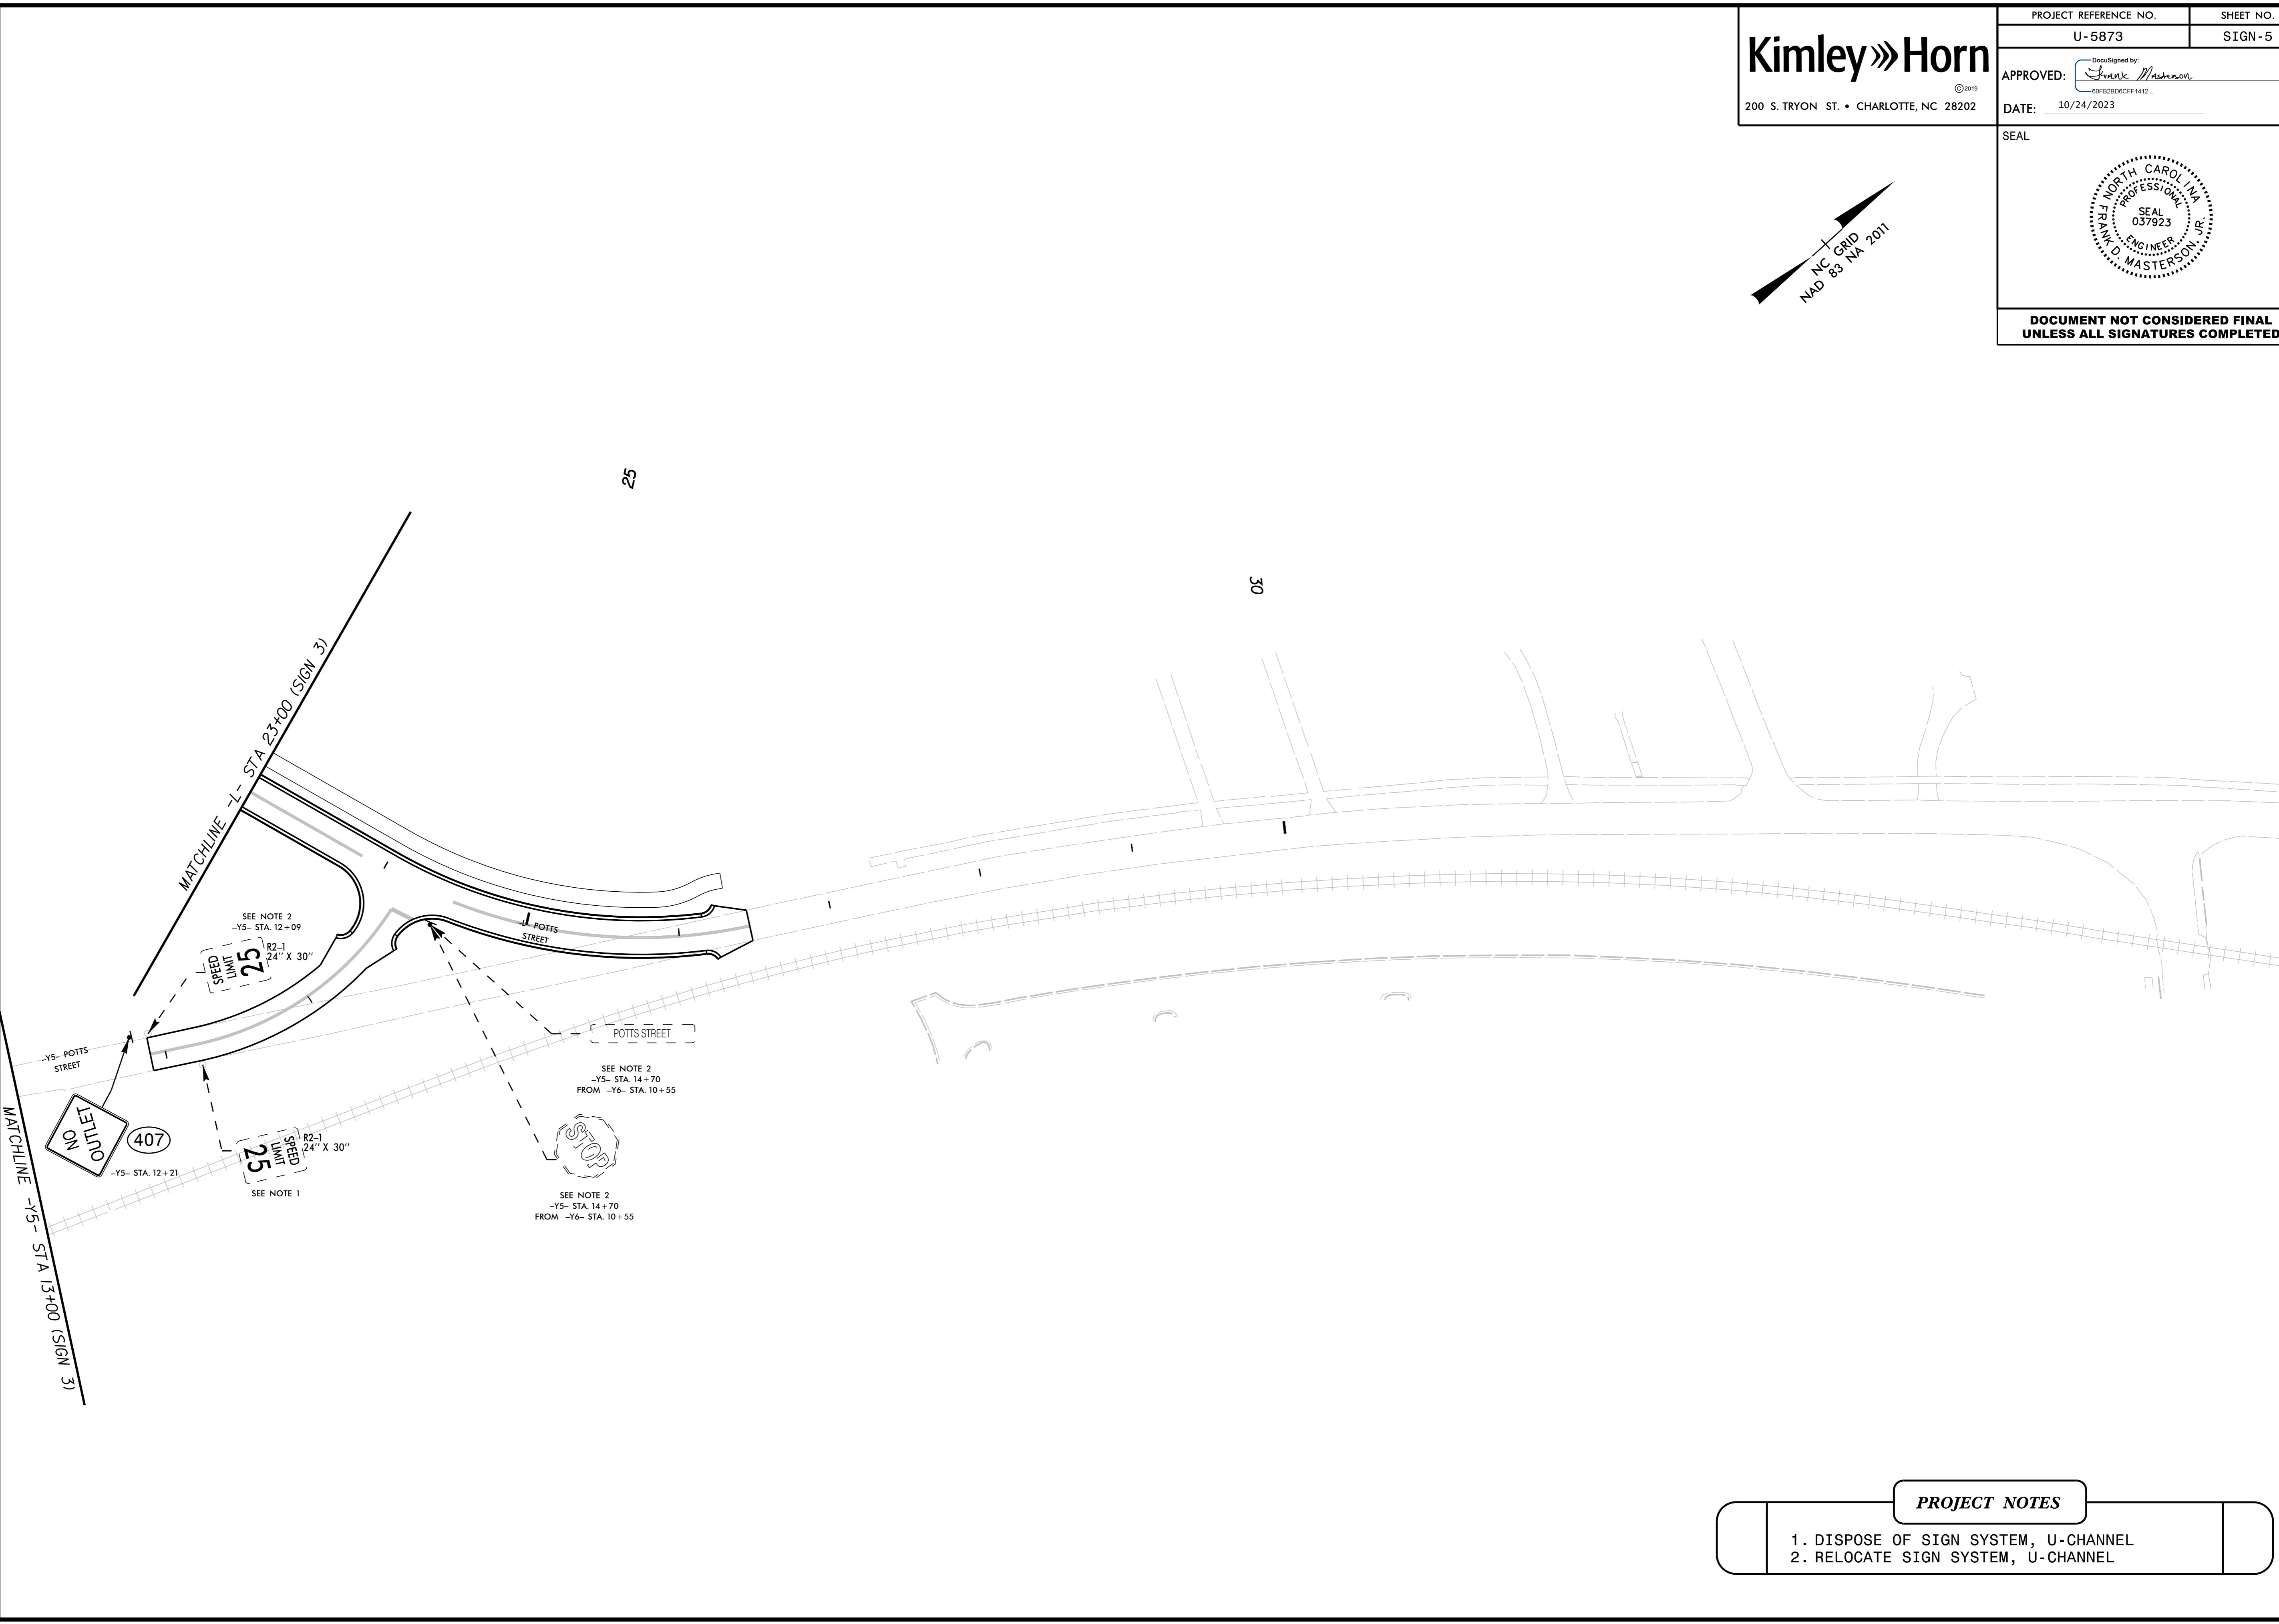 Kimley»Horn
©2019
200 S. TRYON ST. • CHARLOTTE, NC 28202
PROJECT REFERENCE NO.
SHEET NO.
U-5873
SIGN-5
APPROVED:
DocuSigned by:
Frank Masterson
60FB2BD6CFF1412...
DATE: 10/24/2023
SEAL
NORTH CAROLINA
PROFESSIONAL
SEAL
037923
ENGINEER
FRANK D. MASTERSON, JR.
DOCUMENT NOT CONSIDERED FINAL
UNLESS ALL SIGNATURES COMPLETED
NC GRID
NAD 83 NA 2011
25
30
MATCHLINE -L- STA 23+00 (SIGN 3)
SEE NOTE 2
-Y5- STA. 12+09
SPEED
LIMIT
25
R2-1
24" X 30"
-L- POTTS
STREET
-Y5- POTTS
STREET
POTTS STREET
SEE NOTE 2
-Y5- STA. 14+70
FROM -Y6- STA. 10+55
NO
OUTLET
407
-Y5- STA. 12+21
SPEED
LIMIT
25
R2-1
24" X 30"
SEE NOTE 1
STOP
SEE NOTE 2
-Y5- STA. 14+70
FROM -Y6- STA. 10+55
MATCHLINE -Y5- STA 13+00 (SIGN 3)
PROJECT NOTES
1. DISPOSE OF SIGN SYSTEM, U-CHANNEL
2. RELOCATE SIGN SYSTEM, U-CHANNEL